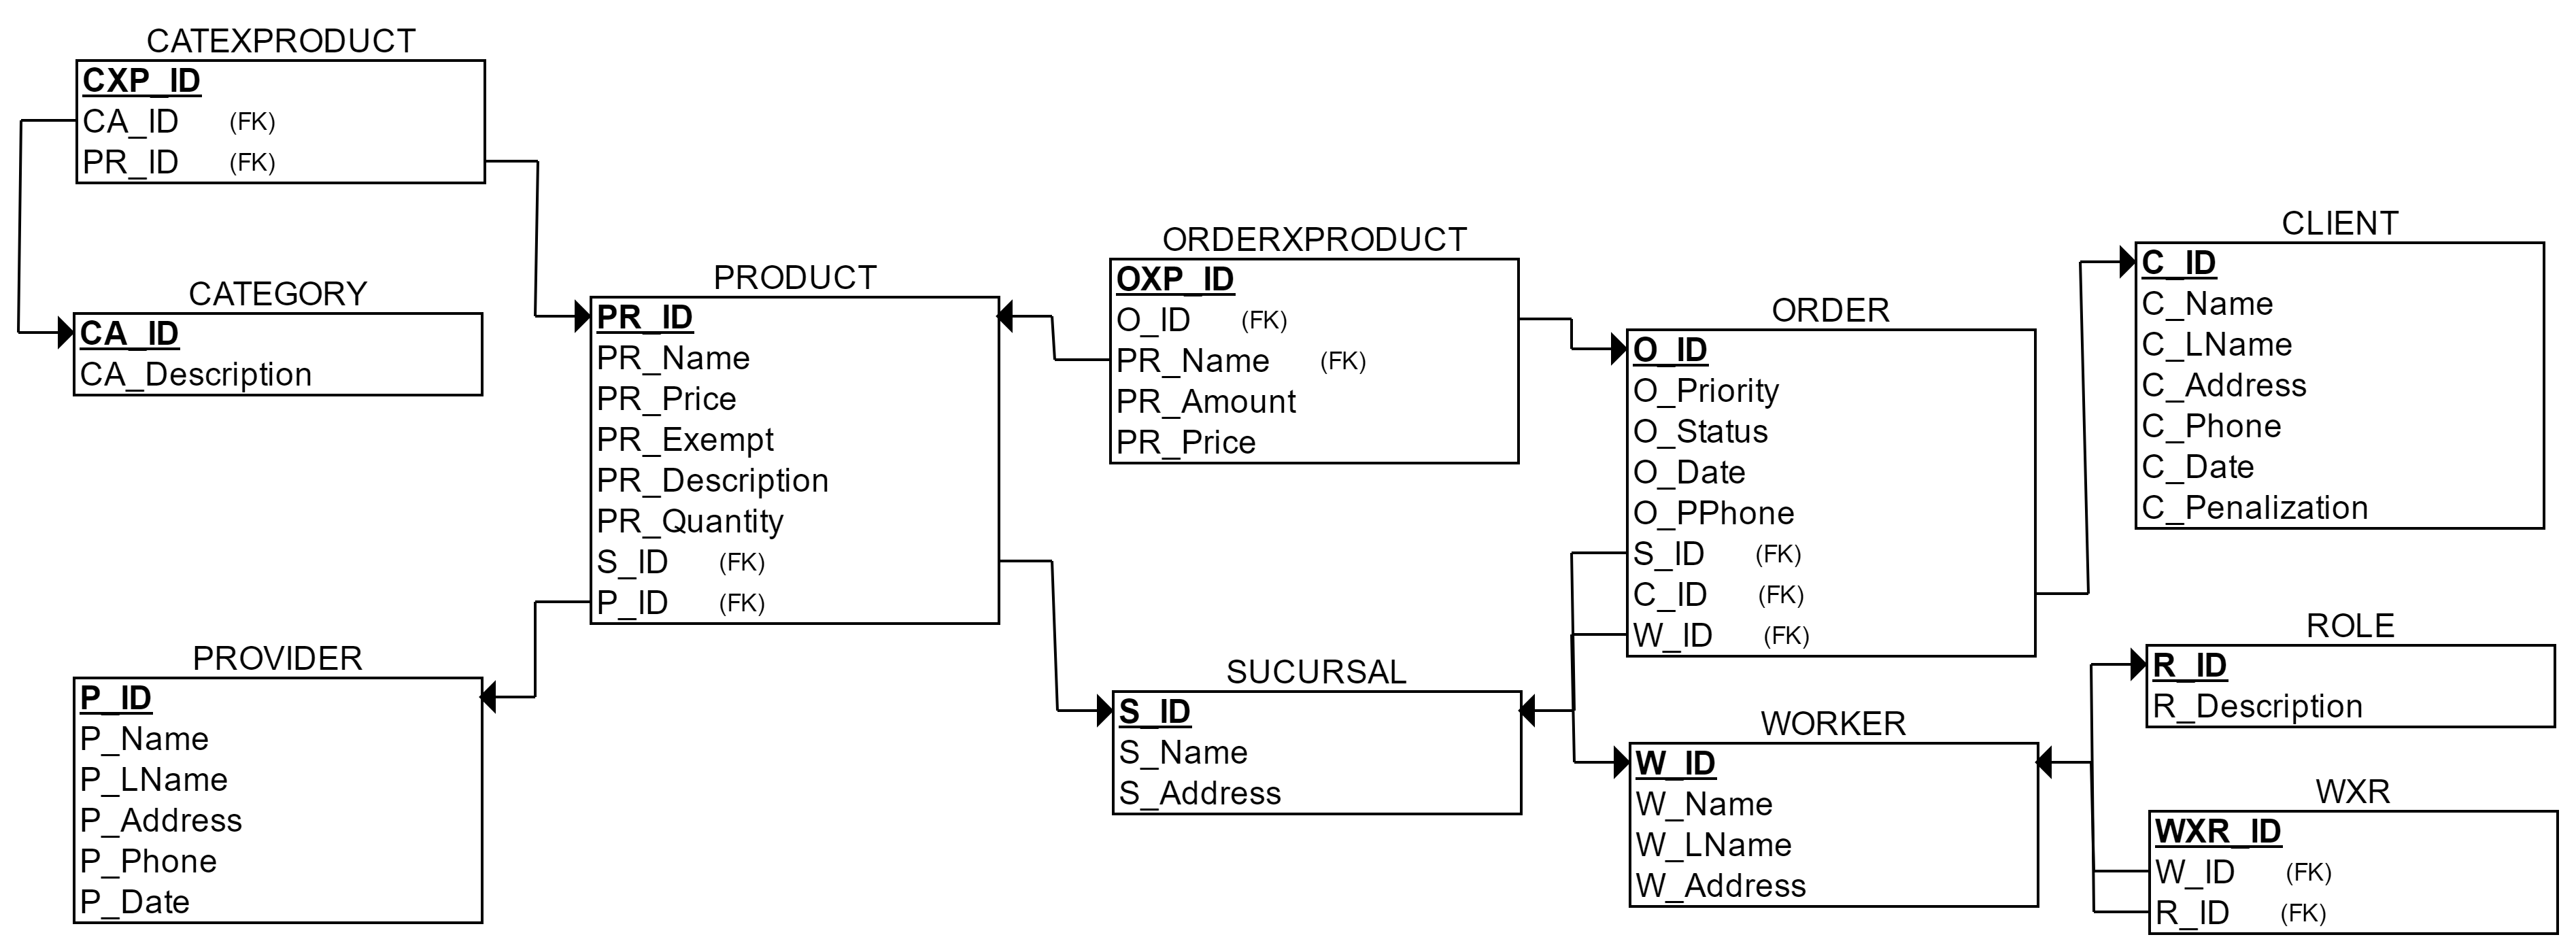 CATEXPRODUCT
CXP_ID
CA_ID (FK)
PR_ID (FK)
CATEGORY
CA_ID
CA_Description
PROVIDER
P_ID
P_Name
P_LName
P_Address
P_Phone
P_Date
PRODUCT
PR_ID
PR_Name
PR_Price
PR_Exempt
PR_Description
PR_Quantity
S_ID (FK)
P_ID (FK)
ORDERXPRODUCT
OXP_ID
O_ID (FK)
PR_Name (FK)
PR_Amount
PR_Price
SUCURSAL
S_ID
S_Name
S_Address
ORDER
O_ID
O_Priority
O_Status
O_Date
O_PPhone
S_ID (FK)
C_ID (FK)
W_ID (FK)
WORKER
W_ID
W_Name
W_LName
W_Address
CLIENT
C_ID
C_Name
C_LName
C_Address
C_Phone
C_Date
C_Penalization
ROLE
R_ID
R_Description
WXR
WXR_ID
W_ID (FK)
R_ID (FK)